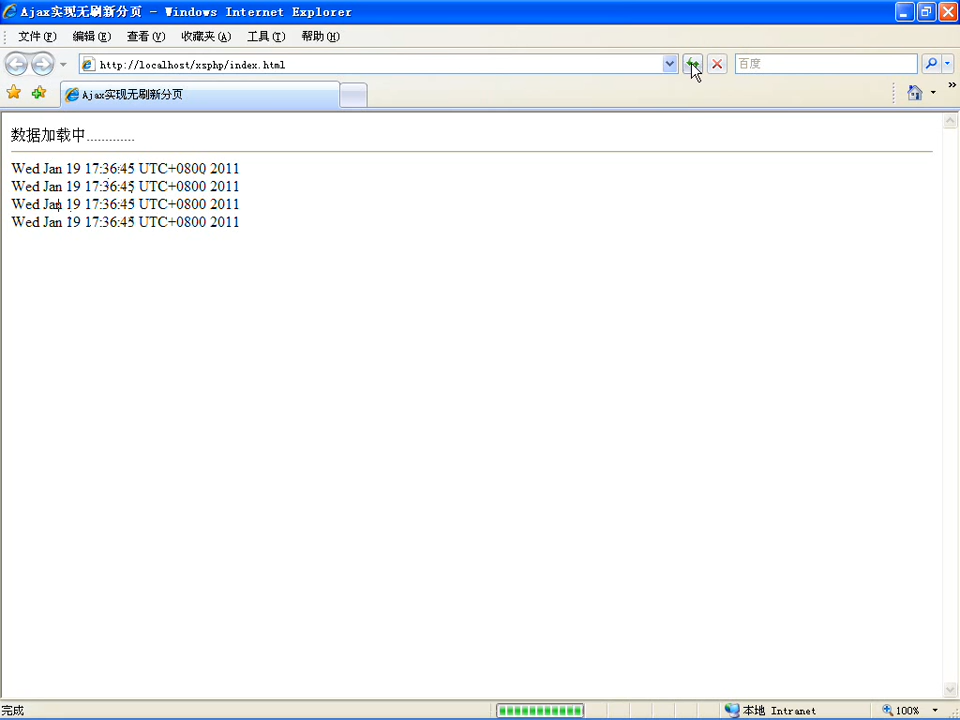 Ajax实现无刷新分页 - Windows Internet Explorer
文件(F) 编辑(E) 查看(V) 收藏夹(A) 工具(T) 帮助(H)
http://localhost/xsphp/index.html
百度
Ajax实现无刷新分页
数据加载中.............
Wed Jan 19 17:36:45 UTC+0800 2011
Wed Jan 19 17:36:45 UTC+0800 2011
Wed Jan 19 17:36:45 UTC+0800 2011
Wed Jan 19 17:36:45 UTC+0800 2011
完成
本地 Intranet
100%